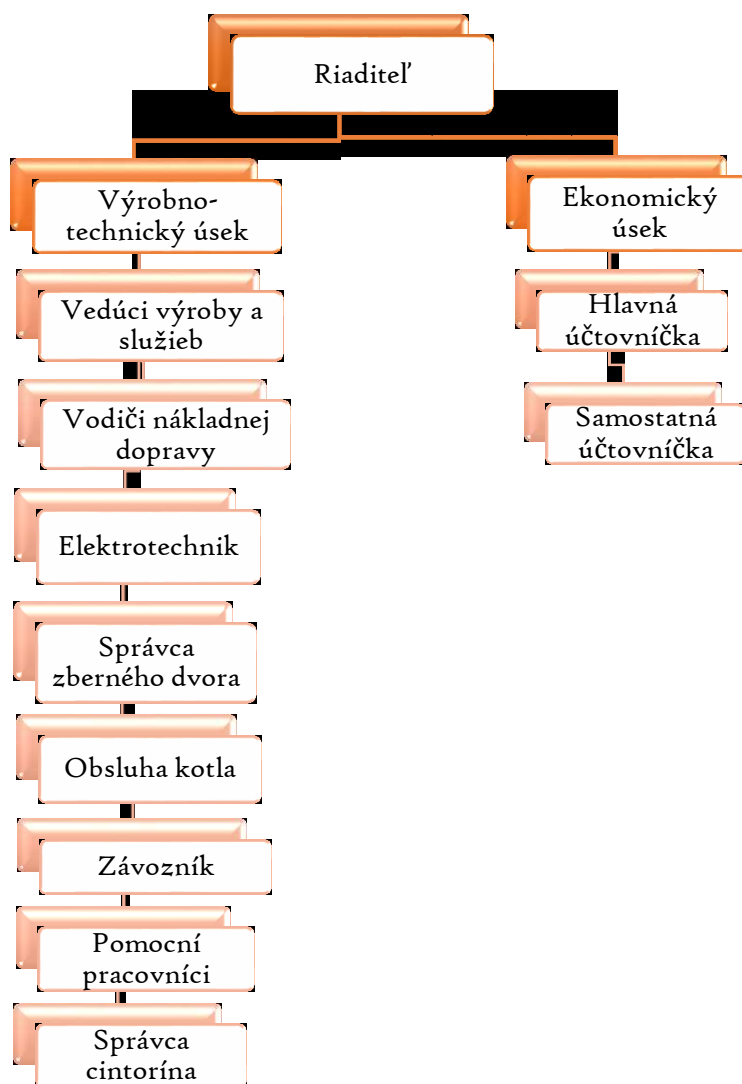 Riaditeľ
Výrobno-
technický úsek
Ekonomický
úsek
Vedúci výroby a
služieb
Hlavná
účtovníčka
Vodiči nákladnej
dopravy
Samostatná
účtovníčka
Elektrotechnik
Správca
zberného dvora
Obsluha kotla
Závozník
Pomocní
pracovníci
Správca
cintorína